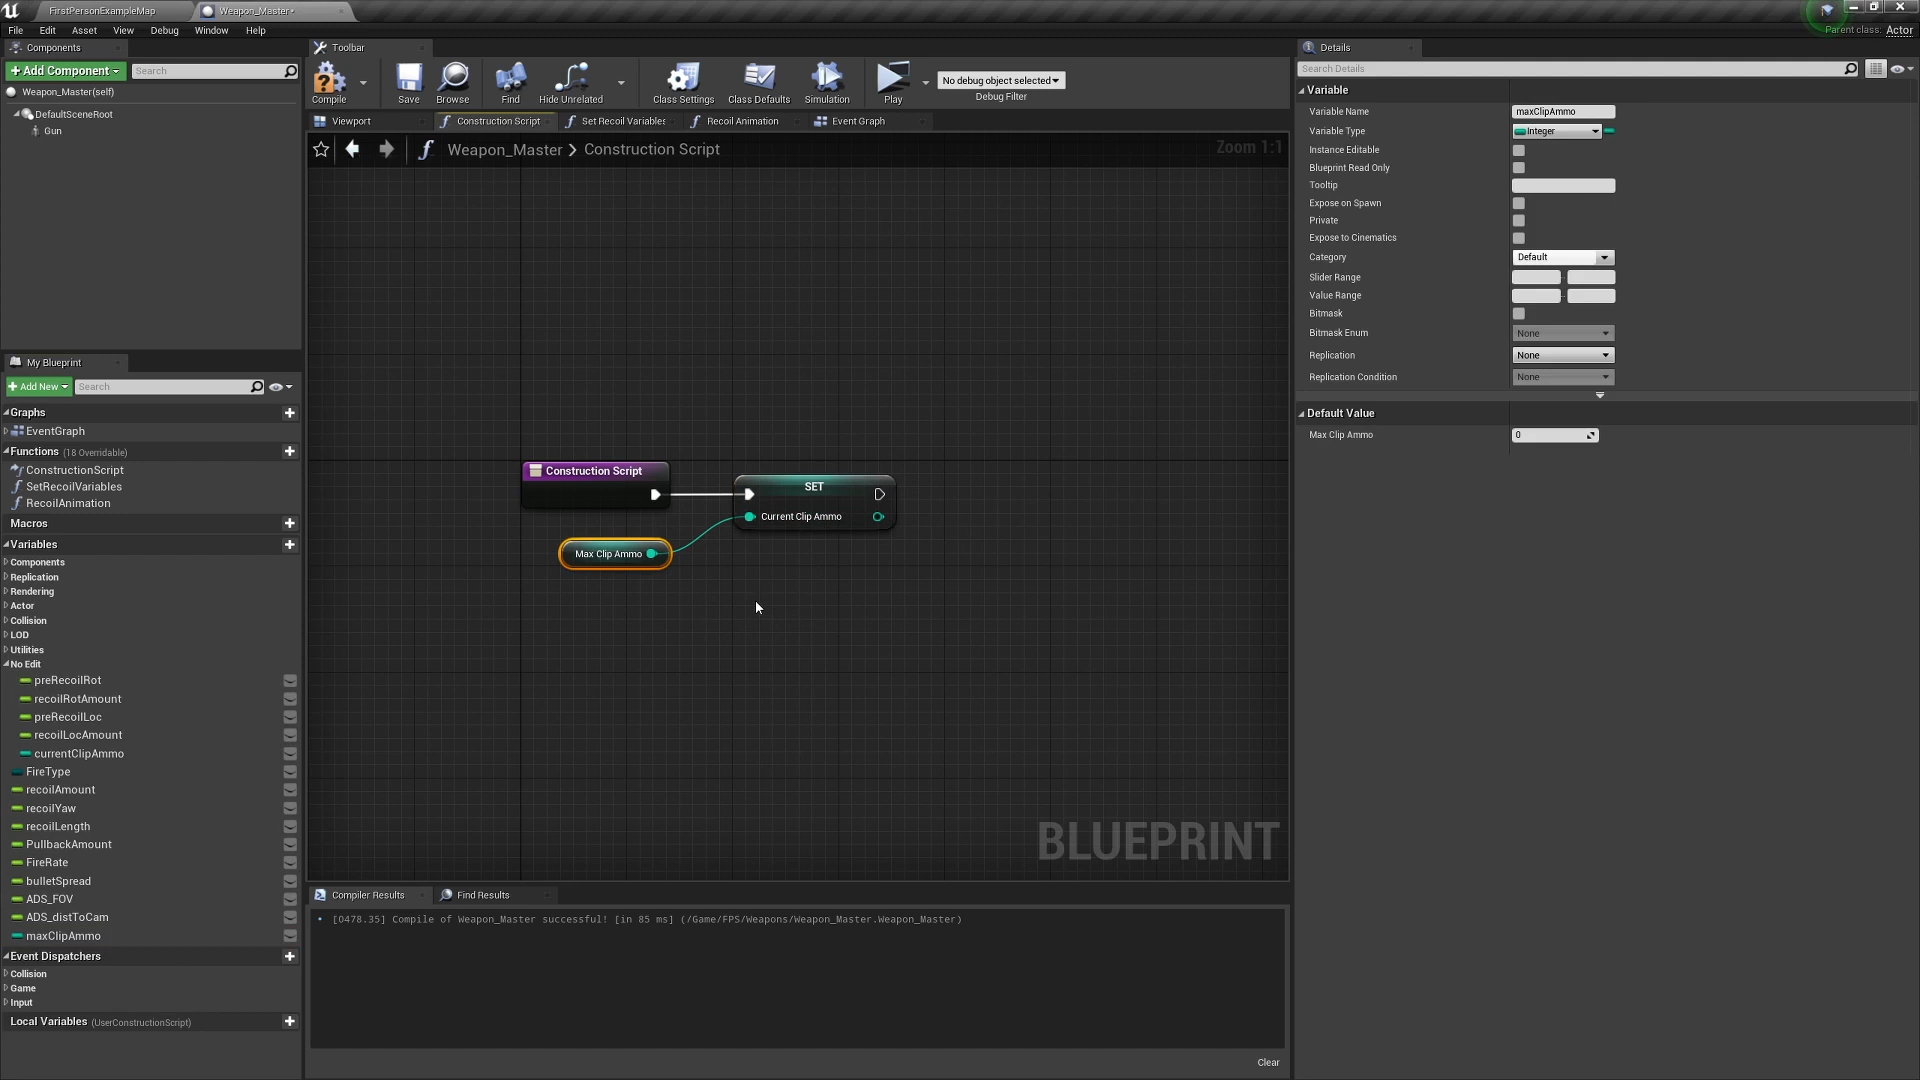 FirstPersonExampleMap
Weapon_Master*
File Edit Asset View Debug Window Help
Parent class: Actor
Components
+ Add Component
Search
Weapon_Master(self)
DefaultSceneRoot
Gun
My Blueprint
+ Add New
Search
Graphs
EventGraph
Functions (18 Overridable)
ConstructionScript
SetRecoilVariables
RecoilAnimation
Macros
Variables
Components
Replication
Rendering
Actor
Collision
LOD
Utilities
No Edit
preRecoilRot
recoilRotAmount
preRecoilLoc
recoilLocAmount
currentClipAmmo
FireType
recoilAmount
recoilYaw
recoilLength
PullbackAmount
FireRate
bulletSpread
ADS_FOV
ADS_distToCam
maxClipAmmo
Event Dispatchers
Collision
Game
Input
Local Variables (UserConstructionScript)
Toolbar
Compile
Save
Browse
Find
Hide Unrelated
Class Settings
Class Defaults
Simulation
Play
No debug object selected
Debug Filter
Viewport
Construction Script
Set Recoil Variables
Recoil Animation
Event Graph
Weapon_Master > Construction Script
Zoom 1:1
Construction Script
SET
Current Clip Ammo
Max Clip Ammo
BLUEPRINT
Compiler Results
Find Results
[0478.35] Compile of Weapon_Master successful! [in 85 ms] (/Game/FPS/Weapons/Weapon_Master.Weapon_Master)
Clear
Details
Search Details
Variable
Variable Name maxClipAmmo
Variable Type Integer
Instance Editable
Blueprint Read Only
Tooltip
Expose on Spawn
Private
Expose to Cinematics
Category Default
Slider Range
Value Range
Bitmask
Bitmask Enum None
Replication None
Replication Condition None
Default Value
Max Clip Ammo 0